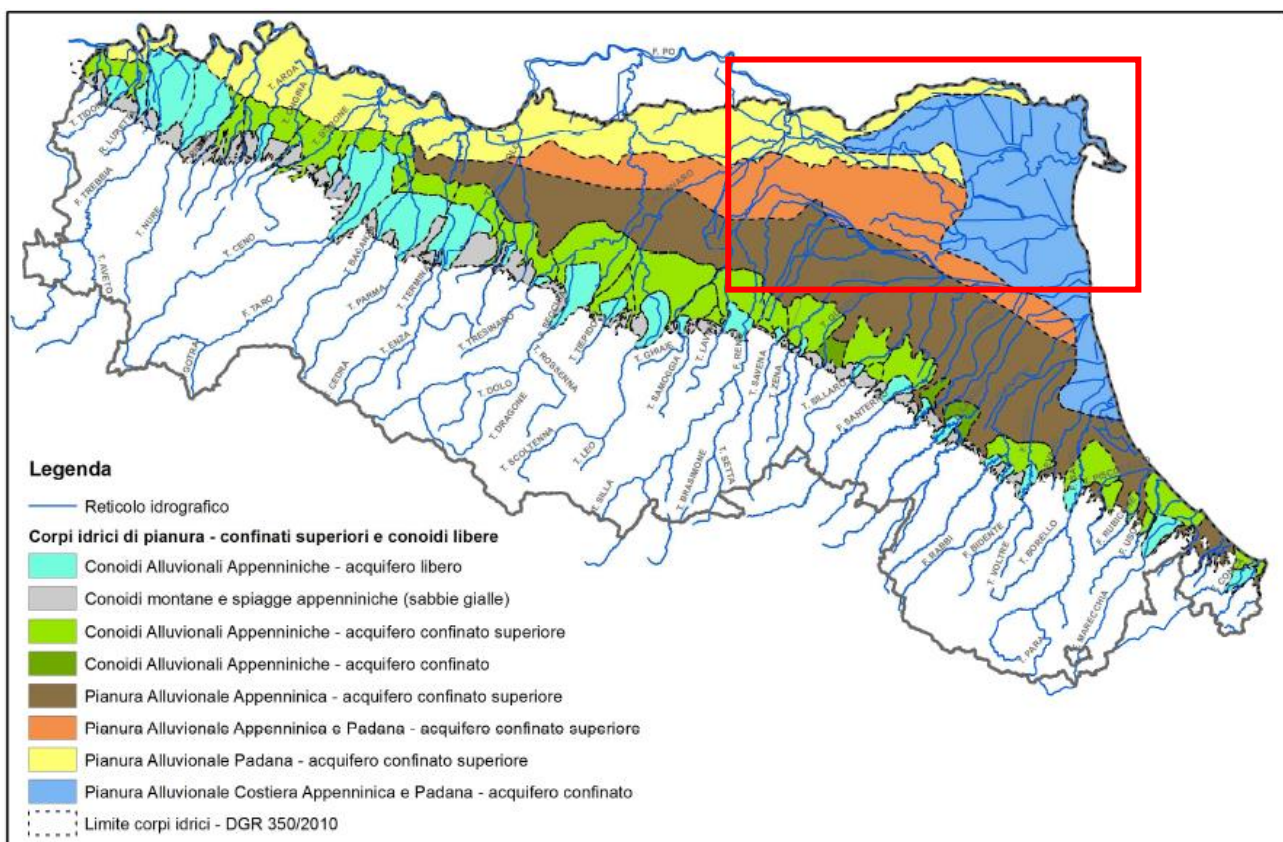 F. PO
T. ARDA
T. ONGINA
T. TIDONE
F. TREBBIA
T. NURE
T. AVETO
T. CENO
F. TARO
GOTRA
T. BAGANZA
T. PARMA
T. ENZA
CEDRA
T. TRESINARO
T. DOLO
T. DRAGONE
T. ROSSENNA
T. SCOLTENNA
T. TIEPIDO
T. LEO
T. GHIAIE
T. SAMOGGIA
T. SILLA
T. BRASIMONE
T. SETTA
T. SAVENA
T. ZENA
T. SILLARO
F. RABBI
F. BIDENTE
T. VOLTRE
T. BORELLO
T. PARA
MARECCHIA
Legenda
Reticolo idrografico
Corpi idrici di pianura - confinati superiori e conoidi libere
Conoidi Alluvionali Appenniniche - acquifero libero
Conoidi montane e spiagge appenniniche (sabbie gialle)
Conoidi Alluvionali Appenniniche - acquifero confinato superiore
Conoidi Alluvionali Appenniniche - acquifero confinato
Pianura Alluvionale Appenninica - acquifero confinato superiore
Pianura Alluvionale Appenninica e Padana - acquifero confinato superiore
Pianura Alluvionale Padana - acquifero confinato superiore
Pianura Alluvionale Costiera Appenninica e Padana - acquifero confinato
Limite corpi idrici - DGR 350/2010